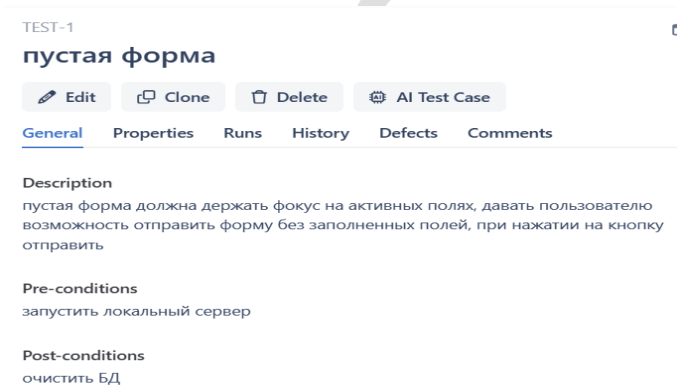 TEST-1
пустая форма
Edit Clone Delete AI Test Case
General Properties Runs History Defects Comments
Description
пустая форма должна держать фокус на активных полях, давать пользователю
возможность отправить форму без заполненных полей, при нажатии на кнопку
отправить
Pre-conditions
запустить локальный сервер
Post-conditions
очистить БД